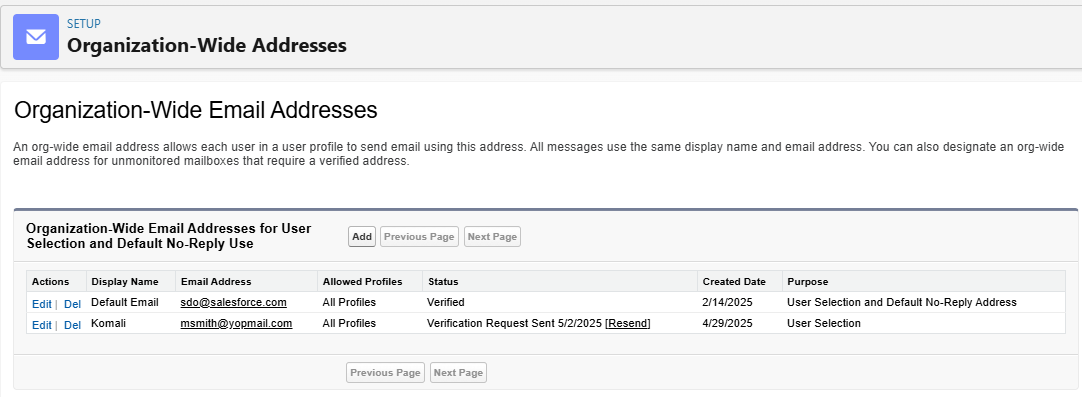 SETUP
Organization-Wide Addresses
Organization-Wide Email Addresses
An org-wide email address allows each user in a user profile to send email using this address. All messages use the same display name and email address. You can also designate an org-wide
email address for unmonitored mailboxes that require a verified address.
Organization-Wide Email Addresses for User
Selection and Default No-Reply Use
Add Previous Page Next Page
Actions Display Name Email Address Allowed Profiles Status Created Date Purpose
Edit | Del Default Email sdo@salesforce.com All Profiles Verified 2/14/2025 User Selection and Default No-Reply Address
Edit | Del Komali msmith@yopmail.com All Profiles Verification Request Sent 5/2/2025 [Resend] 4/29/2025 User Selection
Previous Page Next Page